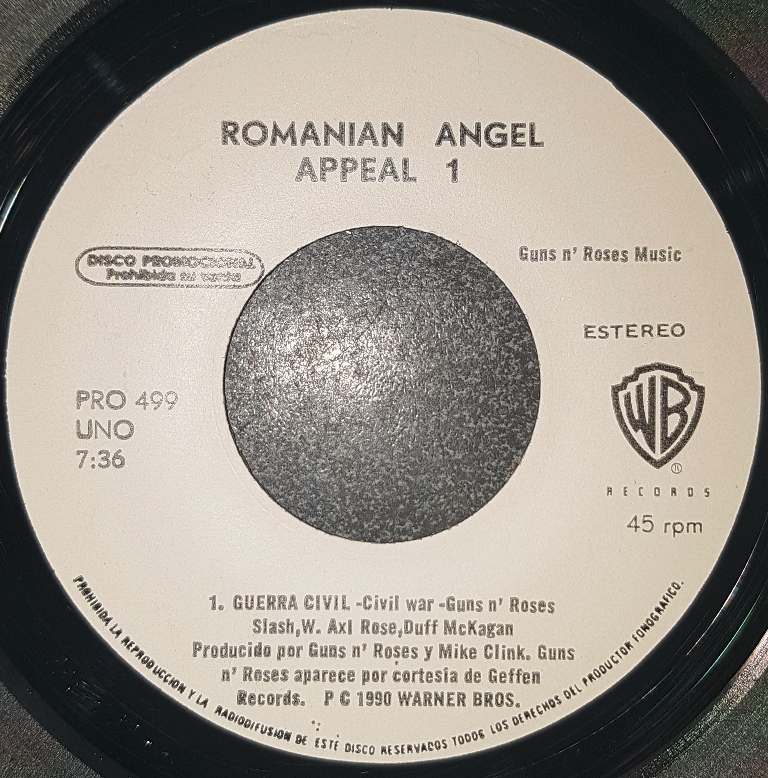 ROMANIAN ANGEL
APPEAL 1
DISCO PROMOCIONAL
Prohibida su venta
Guns n' Roses Music
ESTEREO
PRO 499
UNO
7:36
WB
®
RECORDS
45 rpm
1. GUERRA CIVIL -Civil war -Guns n' Roses
Slash,W. Axl Rose,Duff McKagan
Producido por Guns n' Roses y Mike Clink. Guns
n' Roses aparece por cortesía de Geffen
Records. P C 1990 WARNER BROS.
PROHIBIDA LA REPRODUCCION Y LA RADIODIFUSION DE ESTE DISCO RESERVADOS TODOS LOS DERECHOS DEL PRODUCTOR FONOGRAFICO.